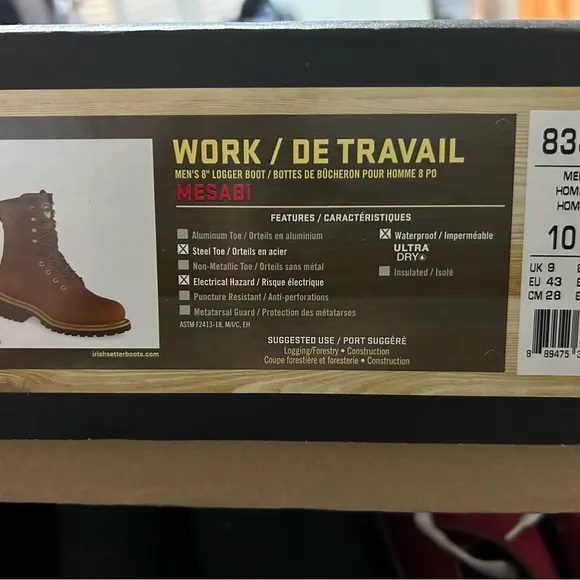 WORK / DE TRAVAIL
MEN'S 8" LOGGER BOOT / BOTTES DE BÛCHERON POUR HOMME 8 PO
MESABI
FEATURES / CARACTÉRISTIQUES
Aluminum Toe / Orteils en aluminium
Steel Toe / Orteils en acier
Non-Metallic Toe / Orteils sans métal
Electrical Hazard / Risque électrique
Puncture Resistant / Anti-perforations
Metatarsal Guard / Protection des métatarses
ASTM F2413-18, M/I/C, EH
Waterproof / Imperméable
ULTRA
DRY
Insulated / Isolé
SUGGESTED USE / PORT SUGGÉRÉ
Logging/Forestry • Construction
Coupe forestière et foresterie • Construction
irishsetterboots.com
83
ME
HOM
HOM
10
UK 9
EU 43
CM 28
8 89475